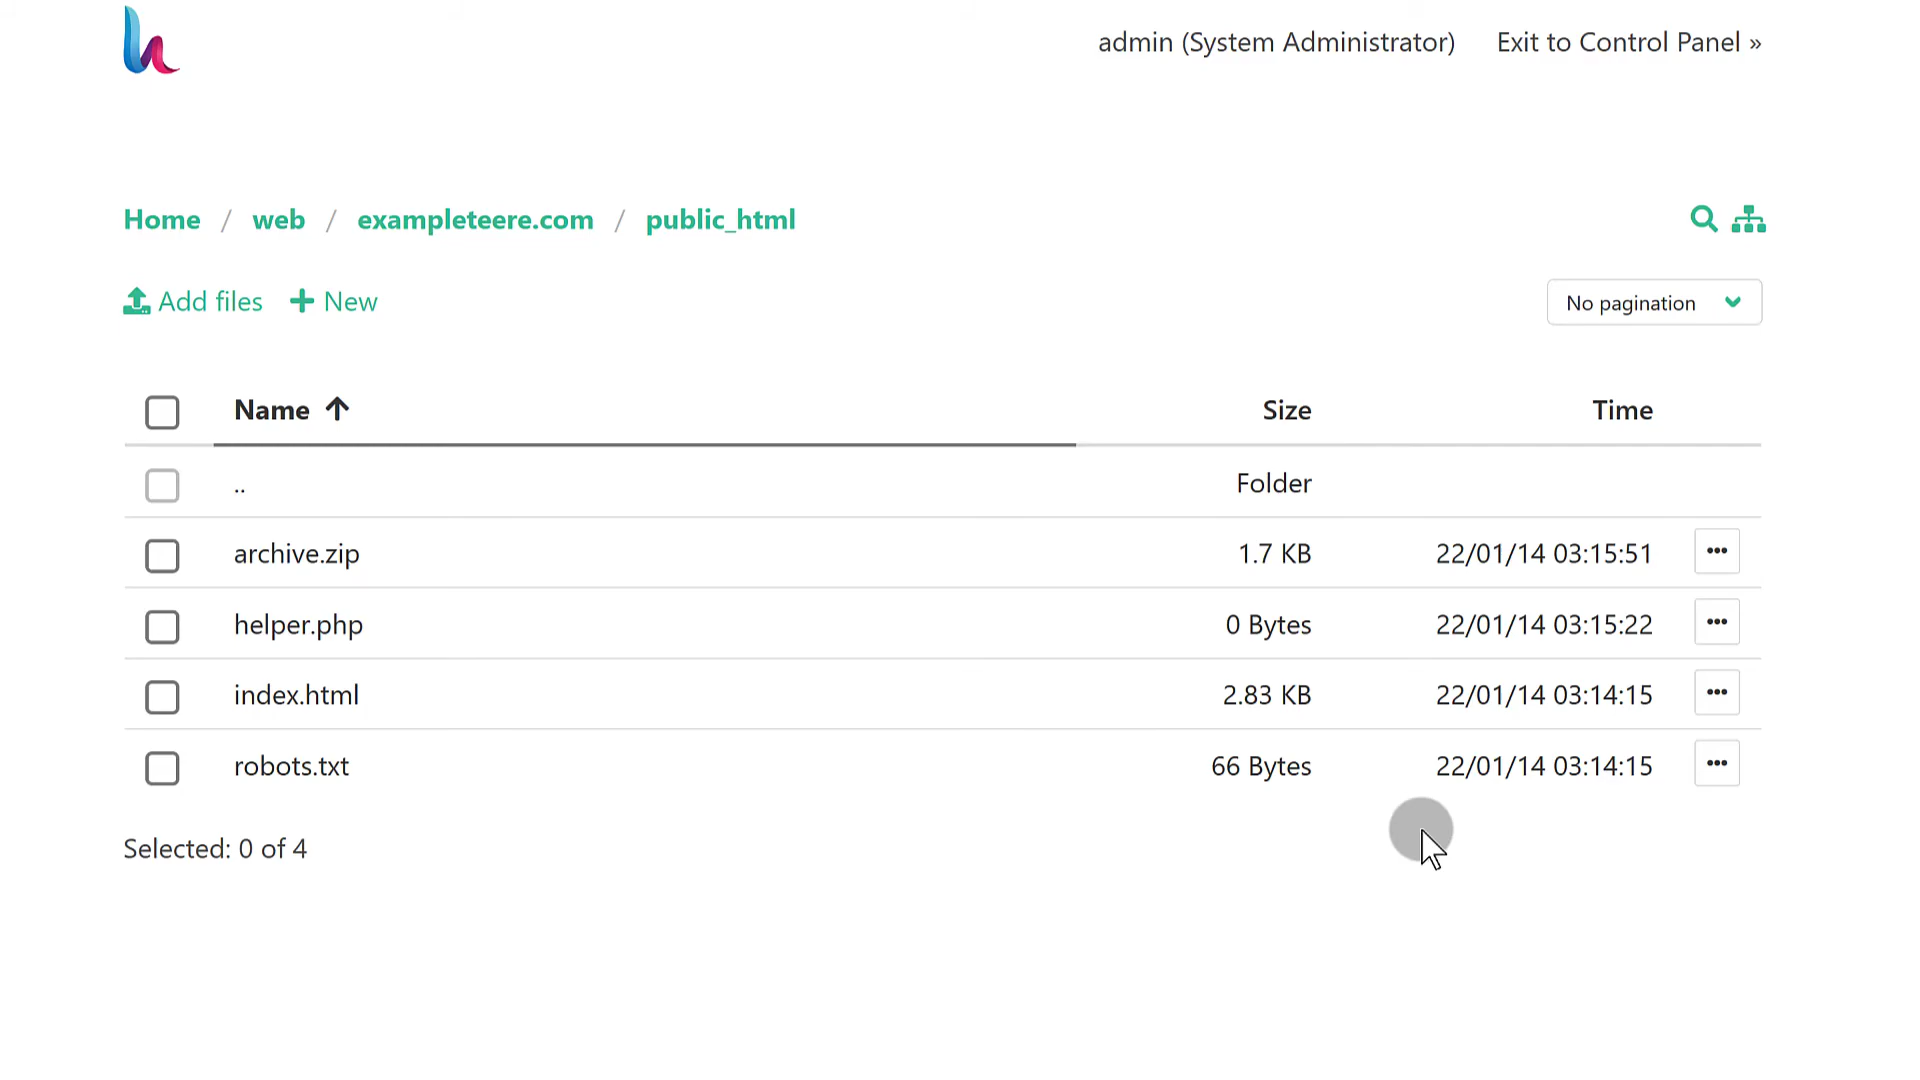 admin (System Administrator) Exit to Control Panel »
Home / web / exampleteere.com / public_html
Add files + New No pagination
Name ↑ Size Time
.. Folder
archive.zip 1.7 KB 22/01/14 03:15:51 •••
helper.php 0 Bytes 22/01/14 03:15:22 •••
index.html 2.83 KB 22/01/14 03:14:15 •••
robots.txt 66 Bytes 22/01/14 03:14:15 •••
Selected: 0 of 4